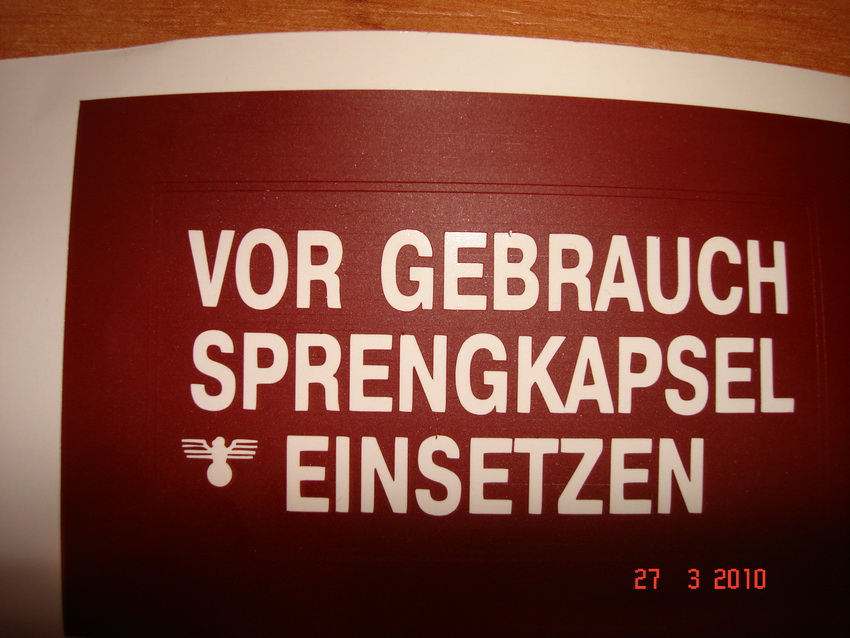 VOR GEBRAUCH
SPRENGKAPSEL
EINSETZEN
27 3 2010